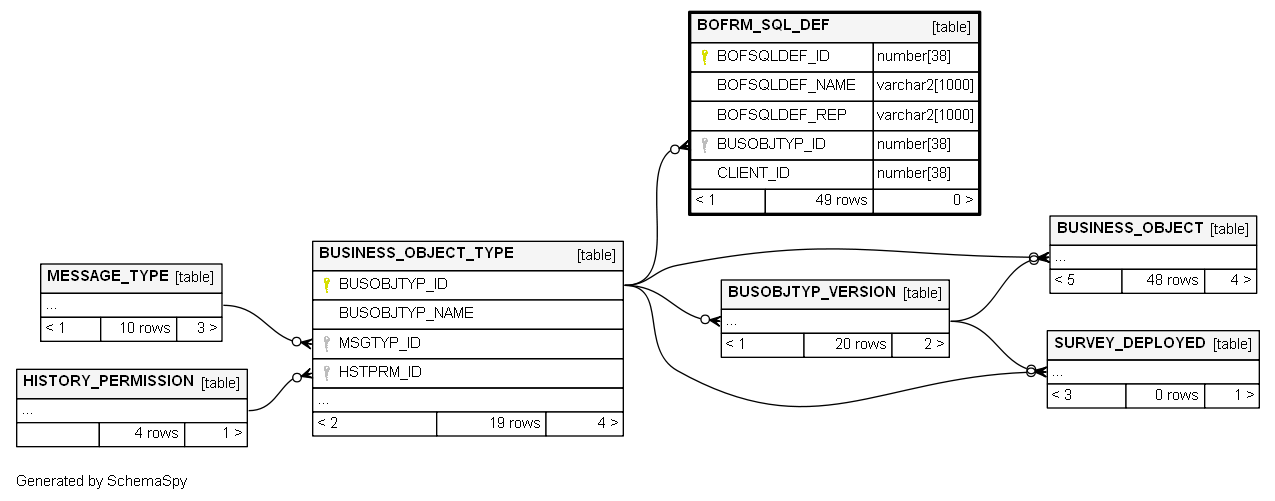 BOFRM_SQL_DEF [table]
BOFSQLDEF_ID number[38]
BOFSQLDEF_NAME varchar2[1000]
BOFSQLDEF_REP varchar2[1000]
BUSOBJTYP_ID number[38]
CLIENT_ID number[38]
< 1 49 rows 0 >
BUSINESS_OBJECT_TYPE [table]
BUSOBJTYP_ID
BUSOBJTYP_NAME
MSGTYP_ID
HSTPRM_ID
...
< 2 19 rows 4 >
MESSAGE_TYPE [table]
...
< 1 10 rows 3 >
HISTORY_PERMISSION [table]
...
4 rows 1 >
BUSOBJTYP_VERSION [table]
...
< 1 20 rows 2 >
BUSINESS_OBJECT [table]
...
< 5 48 rows 4 >
SURVEY_DEPLOYED [table]
...
< 3 0 rows 1 >
Generated by SchemaSpy